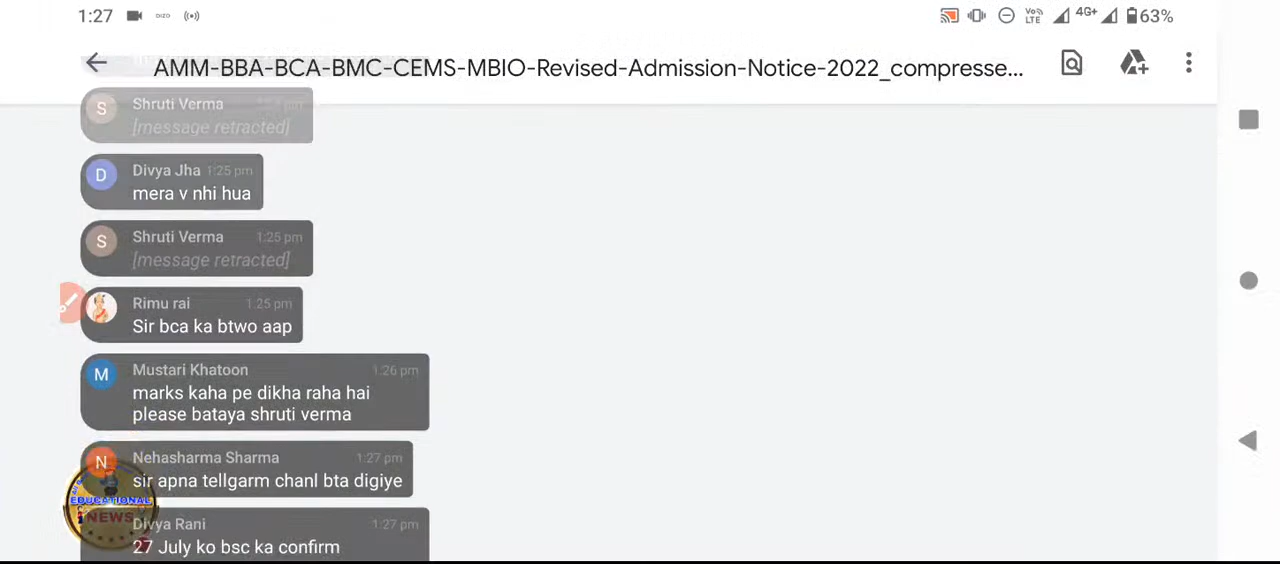 1:27
DIZO
Vo)) LTE
4G+
63%
AMM-BBA-BCA-BMC-CEMS-MBIO-Revised-Admission-Notice-2022_compresse...
S
Shruti Verma
[message retracted]
D
Divya Jha 1:25 pm
mera v nhi hua
S
Shruti Verma 1:25 pm
[message retracted]
Rimu rai 1:25 pm
Sir bca ka btwo aap
M
Mustari Khatoon 1:26 pm
marks kaha pe dikha raha hai
please bataya shruti verma
N
Nehasharma Sharma 1:27 pm
sir apna tellgarm chanl bta digiye
EDUCATIONAL
NEWS
Divya Rani 1:27 pm
27 July ko bsc ka confirm